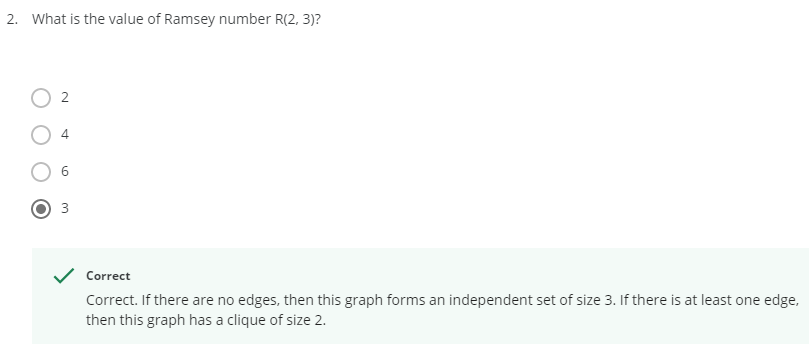 2. What is the value of Ramsey number R(2, 3)?
2
4
6
3
Correct
Correct. If there are no edges, then this graph forms an independent set of size 3. If there is at least one edge,
then this graph has a clique of size 2.